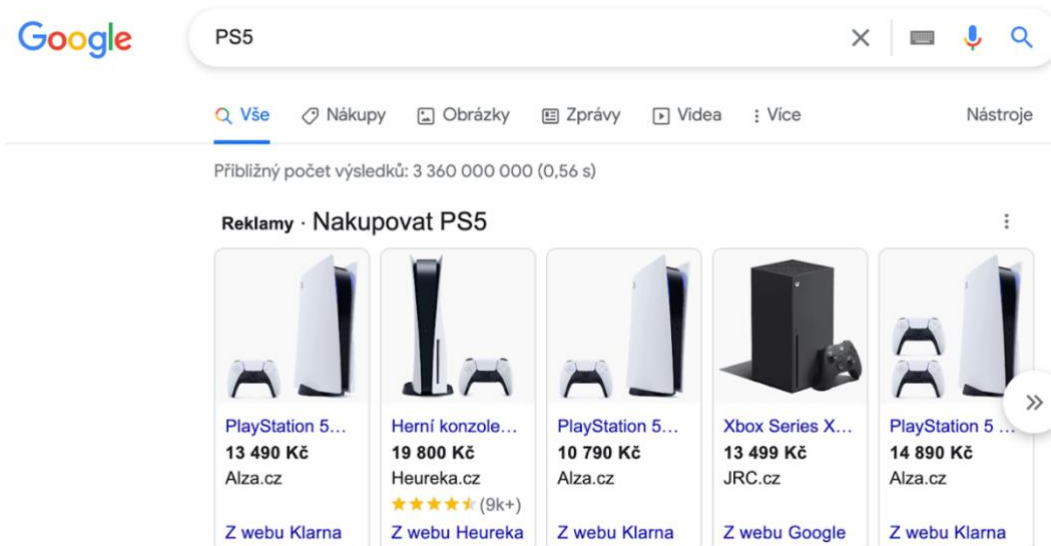 Google PS5
Vše Nákupy Obrázky Zprávy Videa Více Nástroje
Přibližný počet výsledků: 3 360 000 000 (0,56 s)
Reklamy · Nakupovat PS5
PlayStation 5...
13 490 Kč
Alza.cz
Z webu Klarna
Herní konzole...
19 800 Kč
Heureka.cz
(9k+)
Z webu Heureka
PlayStation 5...
10 790 Kč
Alza.cz
Z webu Klarna
Xbox Series X...
13 499 Kč
JRC.cz
Z webu Google
PlayStation 5 ...
14 890 Kč
Alza.cz
Z webu Klarna